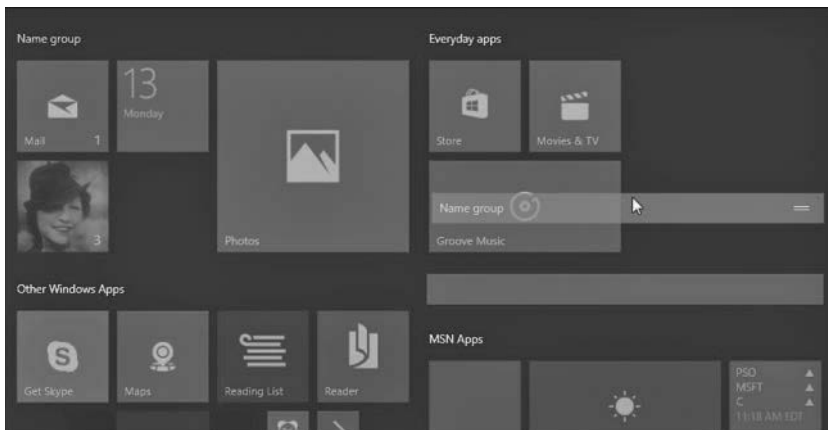 Name group
Mail 1
13
Monday
3
Photos
Everyday apps
Store
Movies & TV
Name group
Groove Music
Other Windows Apps
S
Get Skype
Maps
Reading List
Reader
MSN Apps
PSO
MSFT
C
11:18 AM EDT